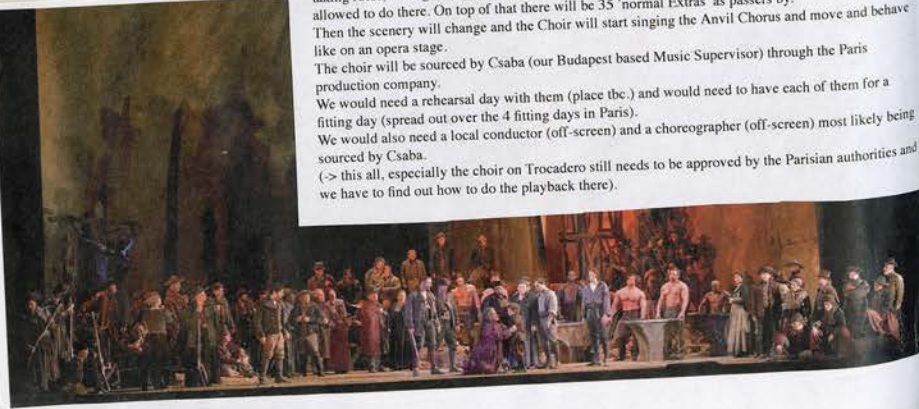 allowed to do there. On top of that there will be 35 'normal Extras' as passers by.
Then the scenery will change and the Choir will start singing the Anvil Chorus and move and behave
like on an opera stage.
The choir will be sourced by Csaba (our Budapest based Music Supervisor) through the Paris
production company.
We would need a rehearsal day with them (place tbc.) and would need to have each of them for a
fitting day (spread out over the 4 fitting days in Paris).
We would also need a local conductor (off-screen) and a choreographer (off-screen) most likely being
sourced by Csaba.
(-> this all, especially the choir on Trocadero still needs to be approved by the Parisian authorities and
we have to find out how to do the playback there).